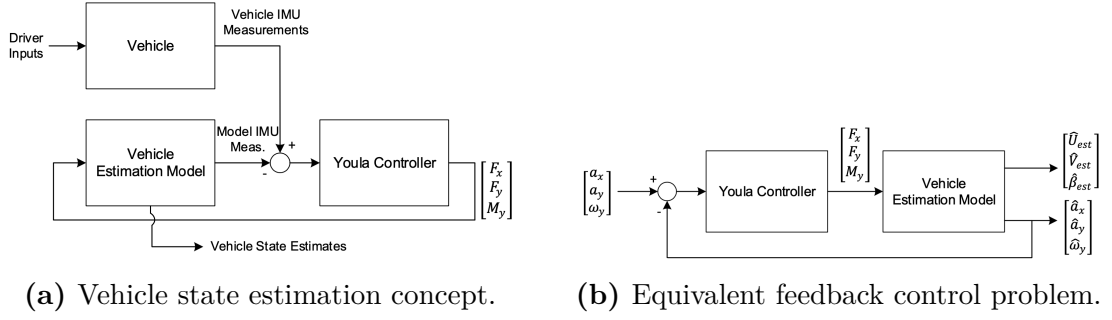 Vehicle IMU
Measurements
Driver
Inputs
Vehicle
Model IMU
Meas.
+
-
Vehicle
Estimation Model
Youla Controller
F_x
F_y
M_y
Vehicle State Estimates
(a) Vehicle state estimation concept.
a_x
a_y
ω_y
+
-
Youla Controller
F_x
F_y
M_y
Vehicle
Estimation Model
Û_est
V̂_est
β̂_est
â_x
â_y
ω̂_y
(b) Equivalent feedback control problem.